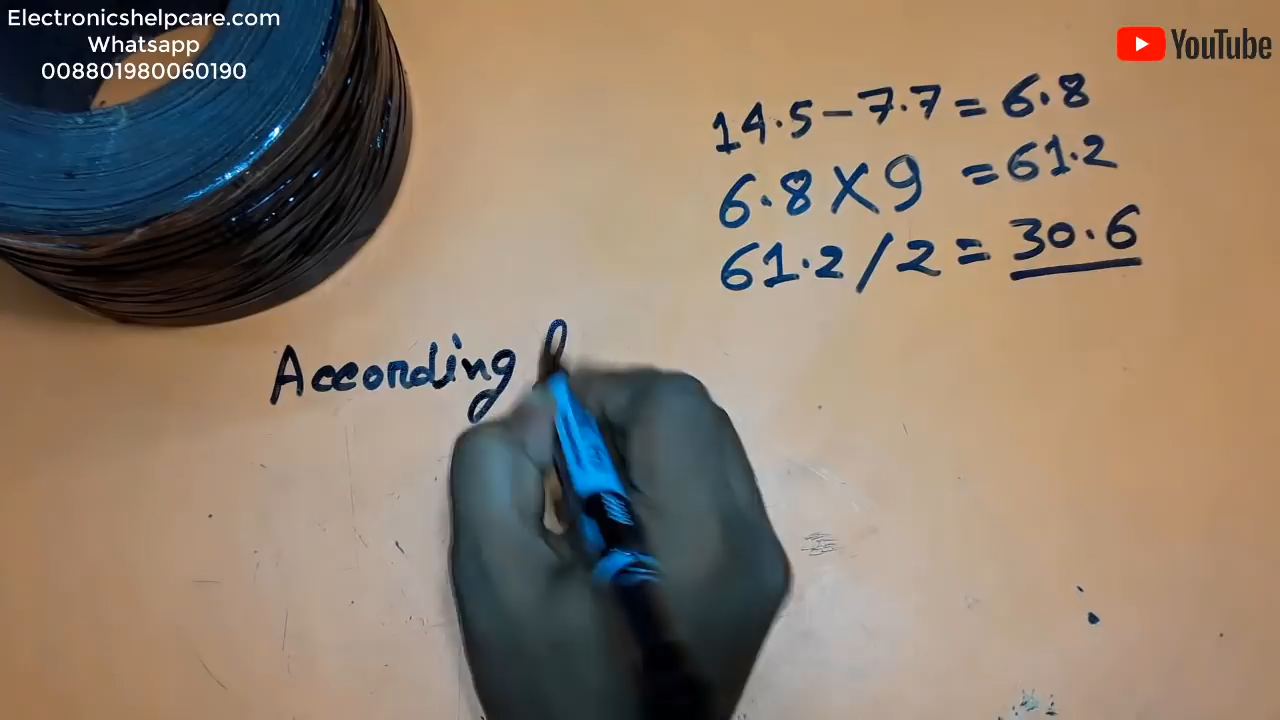 Electronicshelpcare.com
Whatsapp
008801980060190
YouTube
14.5-7.7=6.8
6.8X9 =61.2
61.2/2=30.6
According